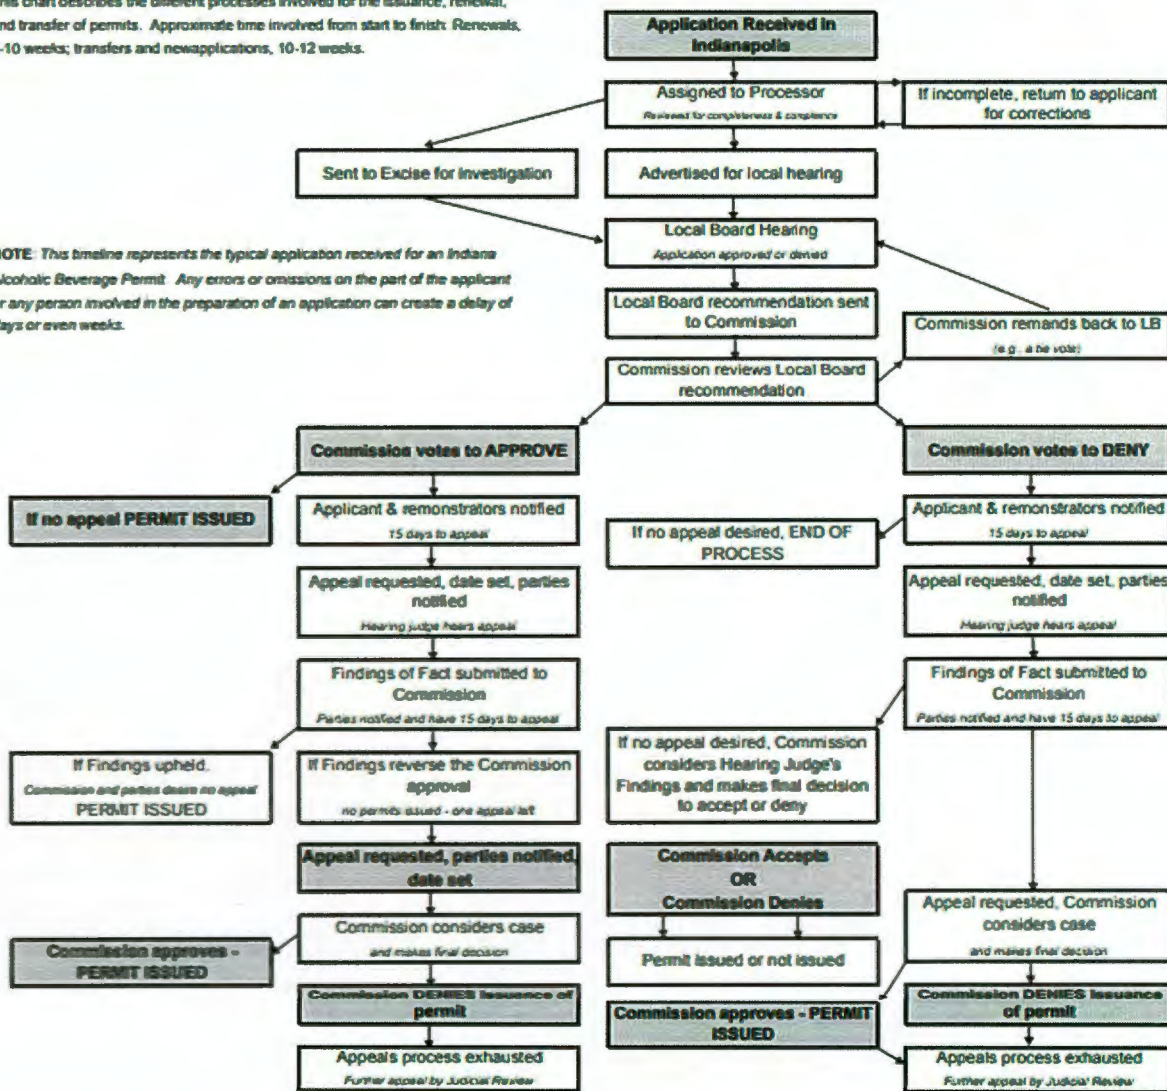 his chart describes the different processes involved for the issuance, renewal,
nd transfer of permits. Approximate time involved from start to finish: Renewals,
-10 weeks; transfers and newapplications, 10-12 weeks.
Application Received in
Indianapolis
Assigned to Processor
Reviewed for completeness & compliance
If incomplete, return to applicant
for corrections
Sent to Excise for investigation
Advertised for local hearing
Local Board Hearing
Application approved or denied
OTE: This timeline represents the typical application received for an Indiana
lcoholic Beverage Permit. Any errors or omissions on the part of the applicant
r any person involved in the preparation of an application can create a delay of
ays or even weeks.
Local Board recommendation sent
to Commission
Commission remands back to LB
(e.g., a tie vote)
Commission reviews Local Board
recommendation
Commission votes to APPROVE
Commission votes to DENY
If no appeal PERMIT ISSUED
Applicant & remonstrators notified
15 days to appeal
If no appeal desired, END OF
PROCESS
Applicant & remonstrators notified
15 days to appeal
Appeal requested, date set, parties
notified
Hearing judge hears appeal
Appeal requested, date set, parties
notified
Hearing judge hears appeal
Findings of Fact submitted to
Commission
Parties notified and have 15 days to appeal
Findings of Fact submitted to
Commission
Parties notified and have 15 days to appeal
If Findings upheld,
Commission and parties desire no appeal
PERMIT ISSUED
If Findings reverse the Commission
approval
no permits issued - one appeal left
If no appeal desired, Commission
considers Hearing Judge's
Findings and makes final decision
to accept or deny
Appeal requested, parties notified,
date set
Commission Accepts
OR
Commission Denies
Appeal requested, Commission
considers case
and makes final decision
Commission approves -
PERMIT ISSUED
Commission considers case
and makes final decision
Permit issued or not issued
Commission DENIES Issuance of
permit
Commission approves - PERMIT
ISSUED
Commission DENIES Issuance
of permit
Appeals process exhausted
Further appeal by Judicial Review
Appeals process exhausted
Further appeal by Judicial Review